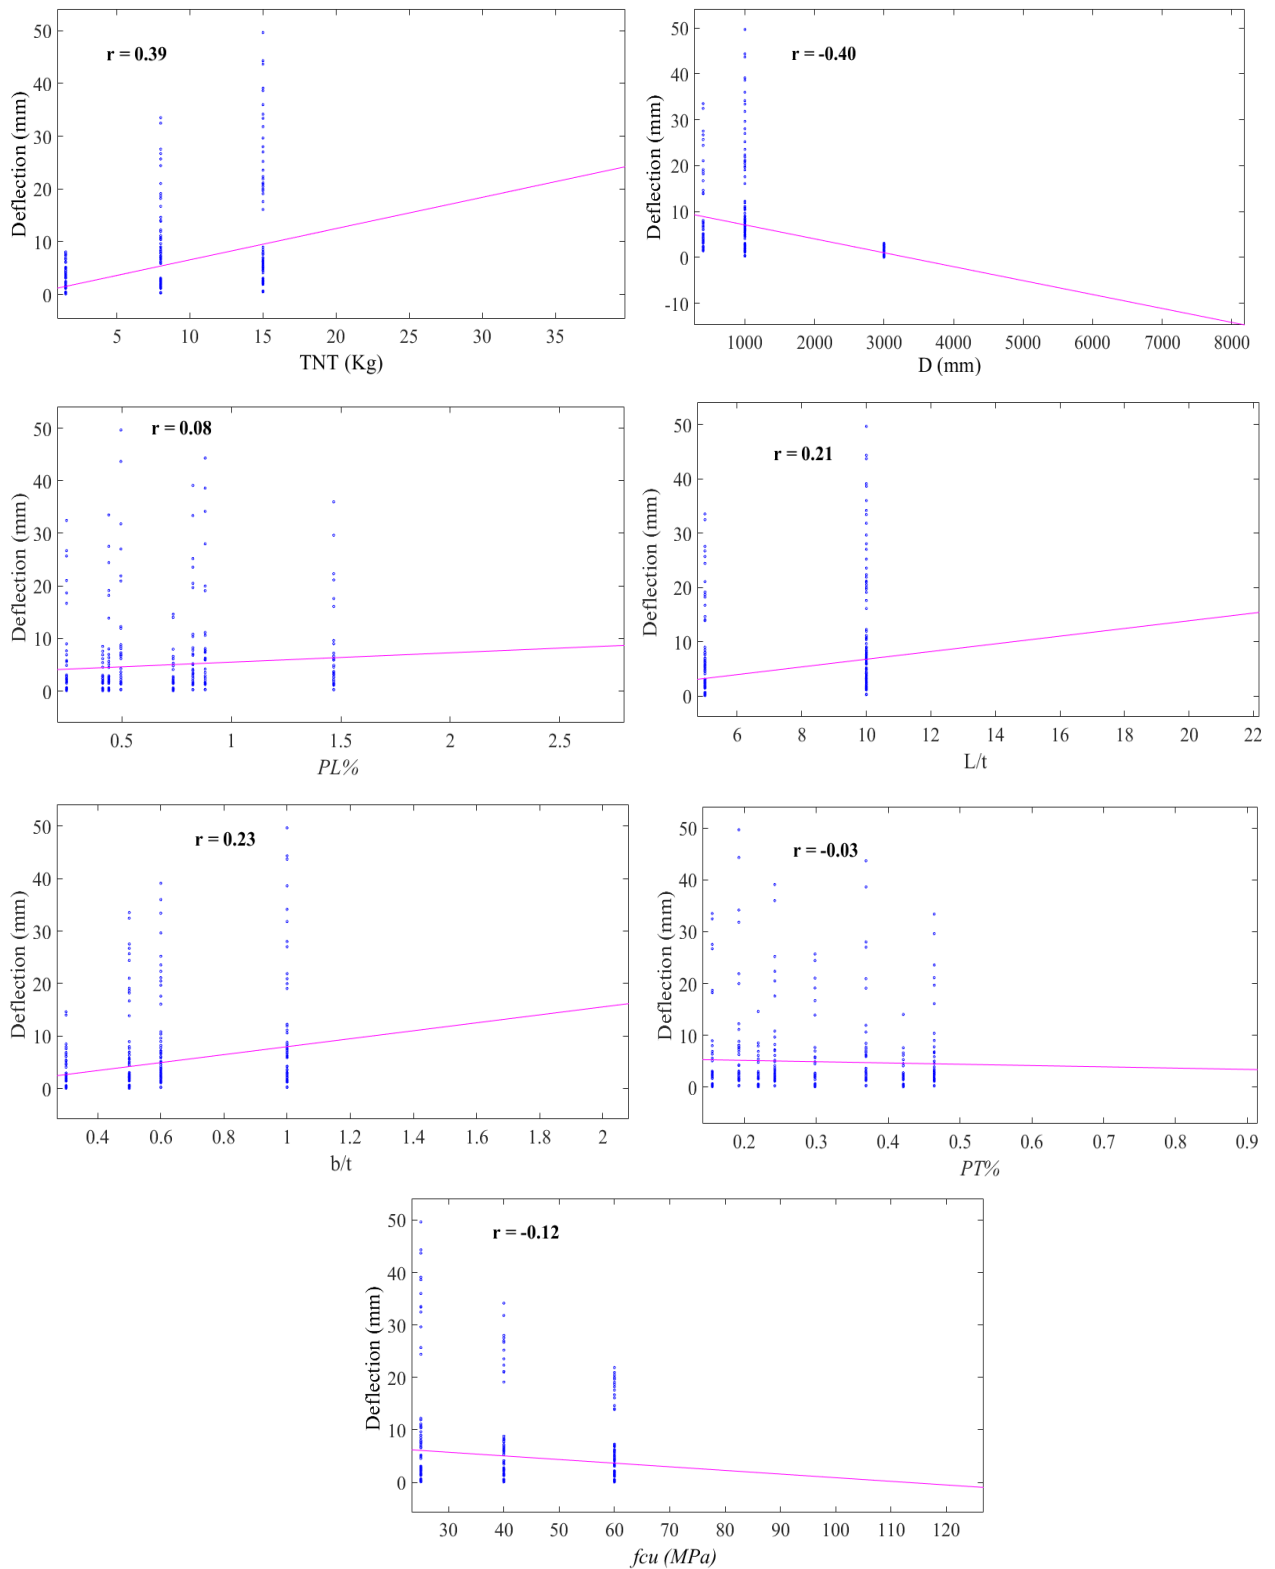 50
40
30
20
10
0
Deflection (mm)
r = 0.39
5 10 15 20 25 30 35
TNT (Kg)
50
40
30
20
10
0
-10
Deflection (mm)
r = -0.40
1000 2000 3000 4000 5000 6000 7000 8000
D (mm)
50
40
30
20
10
0
Deflection (mm)
r = 0.08
0.5 1 1.5 2 2.5
PL%
50
40
30
20
10
0
Deflection (mm)
r = 0.21
6 8 10 12 14 16 18 20 22
L/t
50
40
30
20
10
0
Deflection (mm)
r = 0.23
0.4 0.6 0.8 1 1.2 1.4 1.6 1.8 2
b/t
50
40
30
20
10
0
Deflection (mm)
r = -0.03
0.2 0.3 0.4 0.5 0.6 0.7 0.8 0.9
PT%
50
40
30
20
10
0
Deflection (mm)
r = -0.12
30 40 50 60 70 80 90 100 110 120
fcu (MPa)